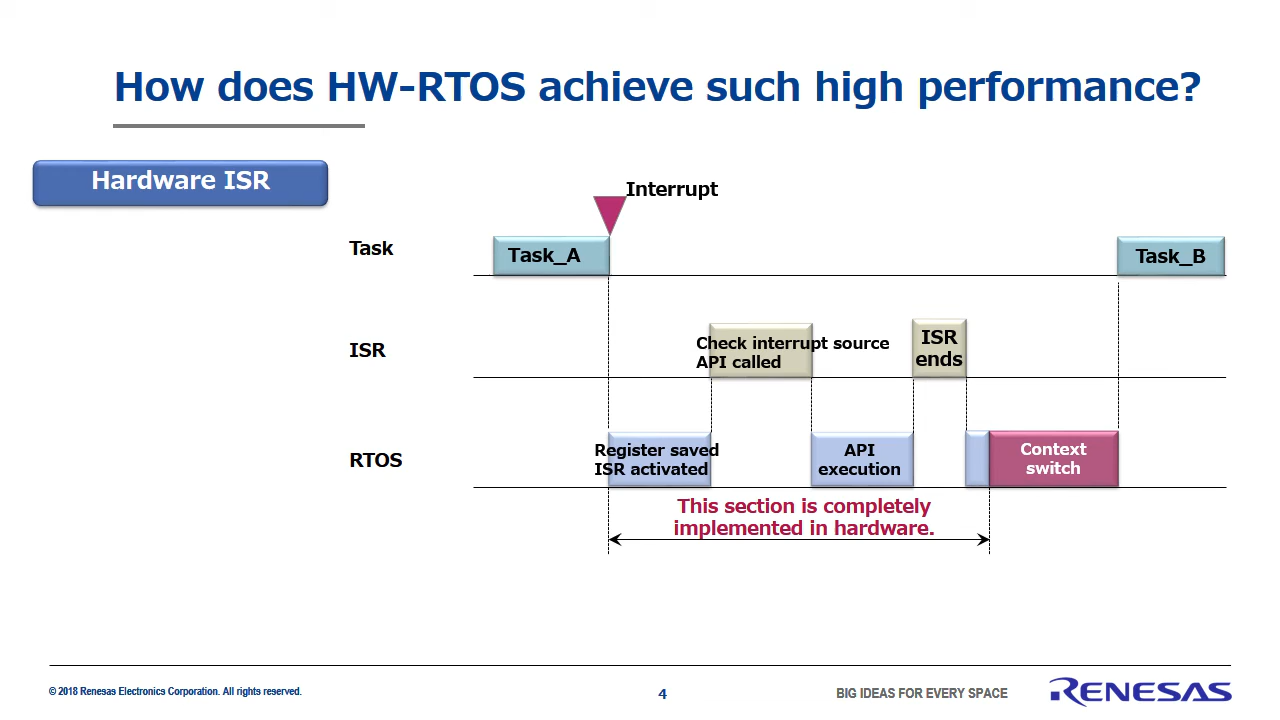 How does HW-RTOS achieve such high performance?
Hardware ISR
Interrupt
Task
Task_A
Task_B
ISR
Check interrupt source
API called
ISR
ends
RTOS
Register saved
ISR activated
API
execution
Context
switch
This section is completely
implemented in hardware.
© 2018 Renesas Electronics Corporation. All rights reserved.
4
BIG IDEAS FOR EVERY SPACE
RENESAS